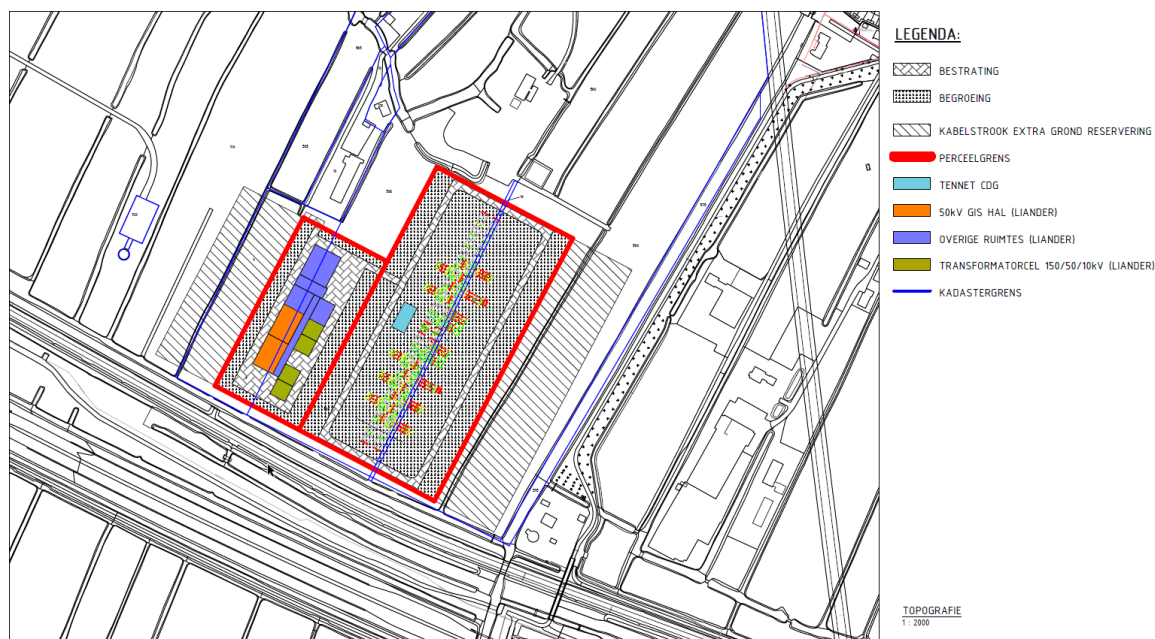 LEGENDA:
BESTRATING
BEGROEING
KABELSTROOK EXTRA GROND RESERVERING
PERCEELGRENS
TENNET CDG
50kV GIS HAL (LIANDER)
OVERIGE RUIMTES (LIANDER)
TRANSFORMATORCEL 150/50/10kV (LIANDER)
KADASTERGRENS
TOPOGRAFIE
1 : 2000